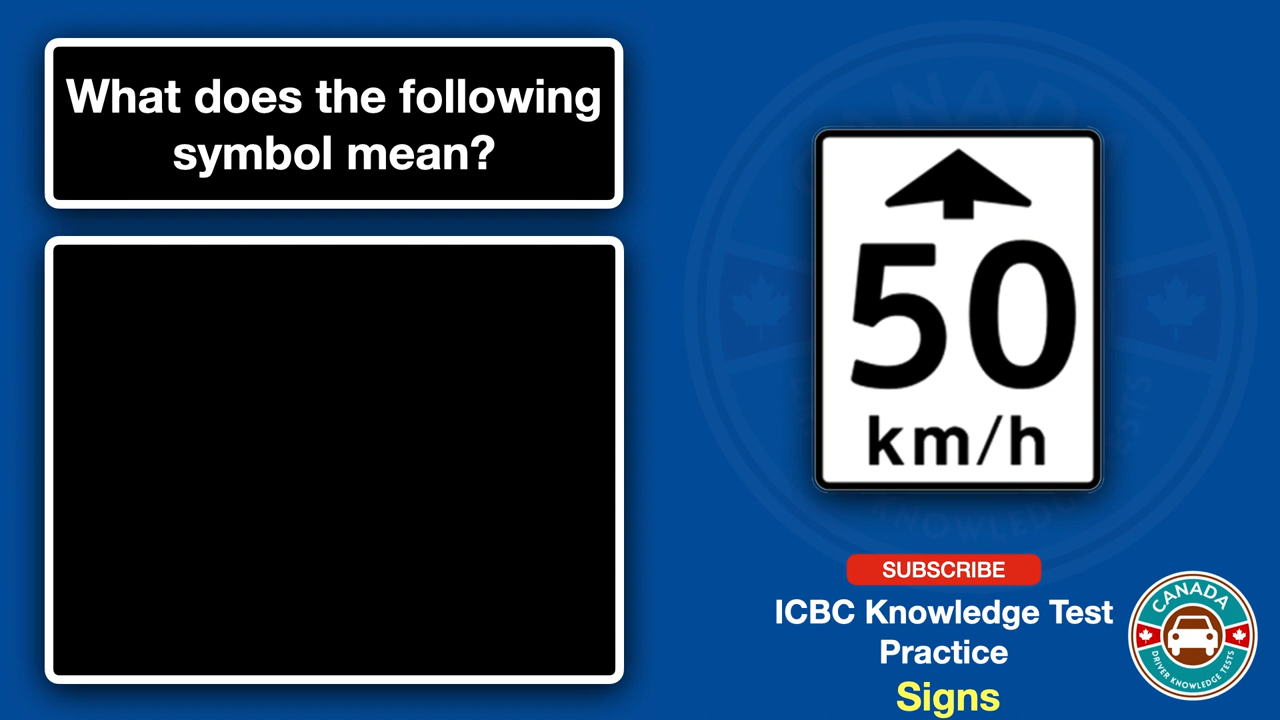 What does the following
symbol mean?
50
km/h
SUBSCRIBE
ICBC Knowledge Test
Practice
Signs
CANADA
DRIVER KNOWLEDGE TESTS